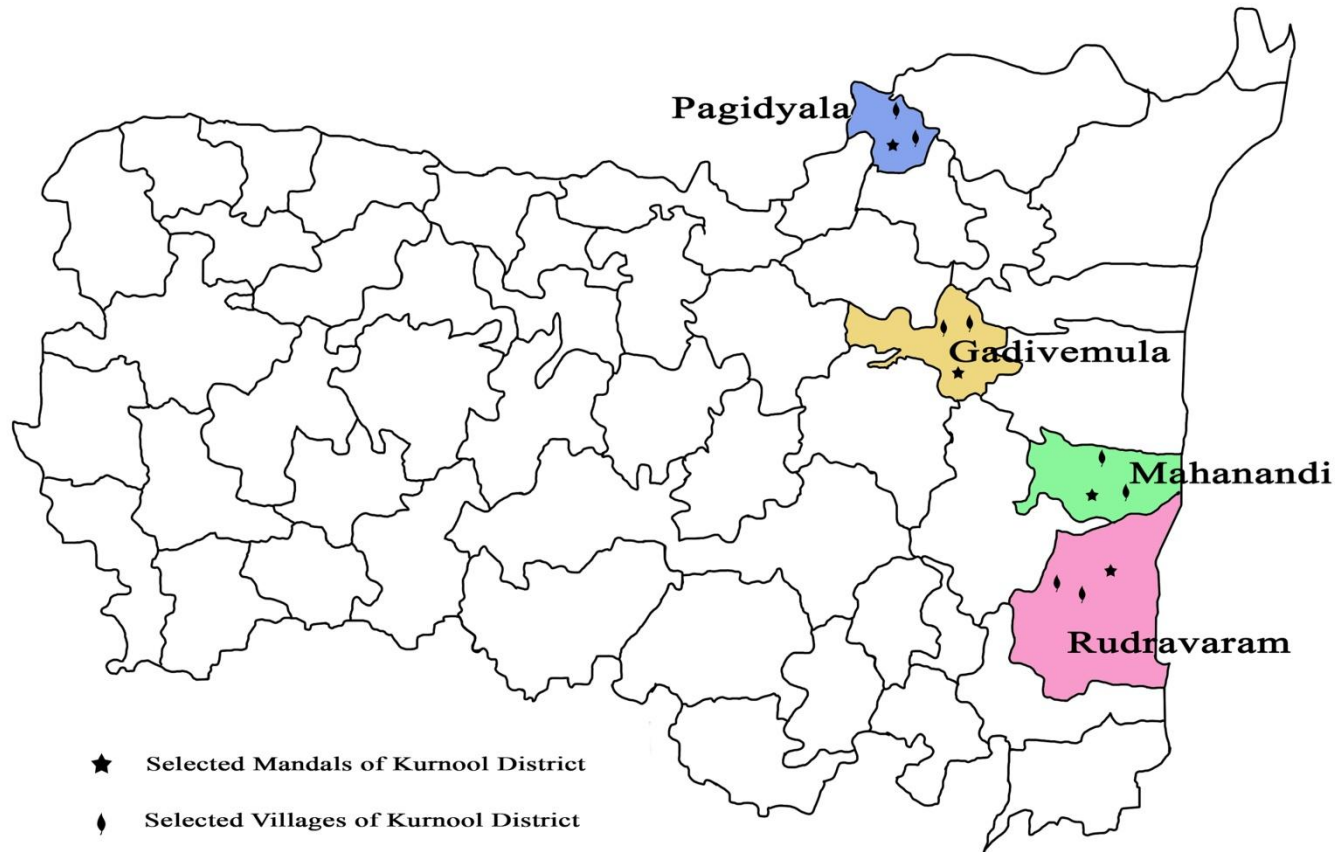 Pagidyala
Gadivemula
Mahanandi
Rudravaram
Selected Mandals of Kurnool District
Selected Villages of Kurnool District